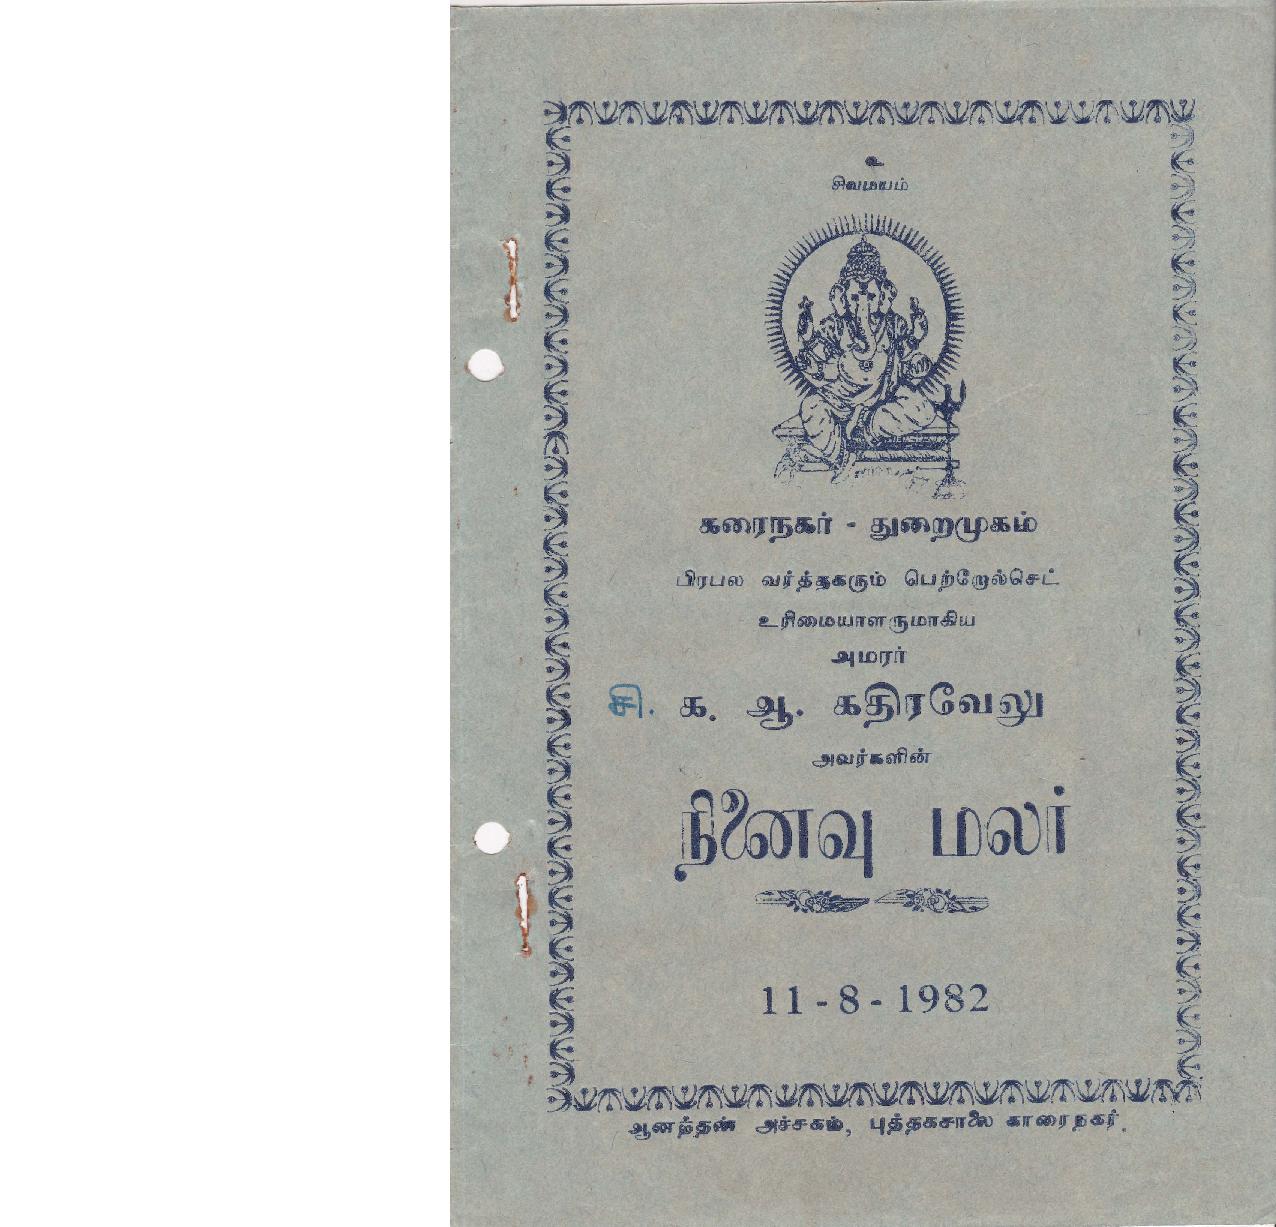 உ
சிவமயம்
கரைநகர் - துறைமுகம்
பிரபல வர்த்தகரும் பெற்றேல்செட்
உரிமையாளருமாகிய
அமரர்
சி. க. ஆ. கதிரவேலு
அவர்களின்
நினைவு மலர்
11 - 8 - 1982
ஆனந்தன் அச்சகம், புத்தகசாலை காரைநகர்.